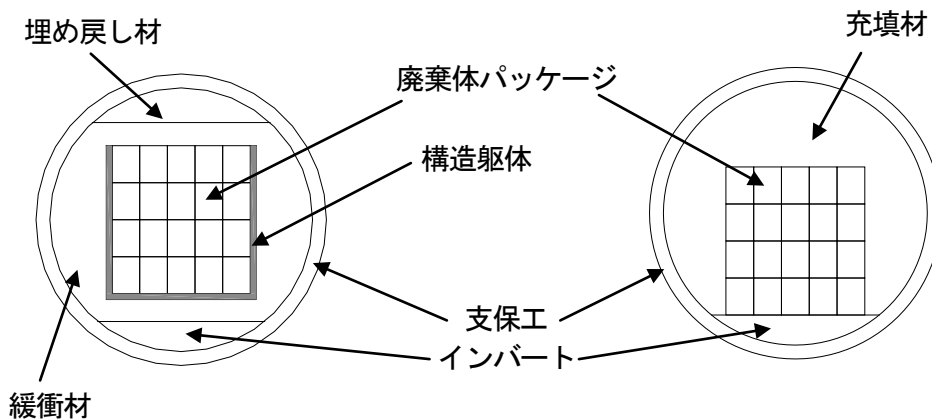 埋め戻し材
充填材
廃棄体パッケージ
構造躯体
支保工
インバート
緩衝材